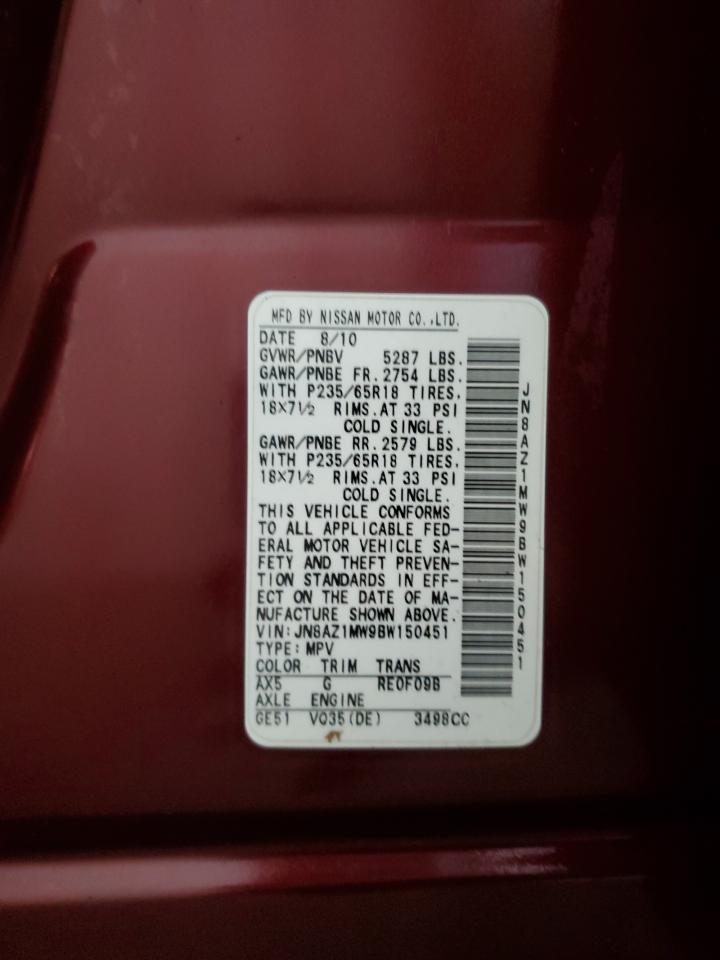 MFD BY NISSAN MOTOR CO.,LTD.
DATE 8/10
GVWR/PNBV 5287 LBS.
GAWR/PNBE FR. 2754 LBS.
WITH P235/65R18 TIRES,
18X7½ RIMS.AT 33 PSI
COLD SINGLE.
GAWR/PNBE RR. 2579 LBS.
WITH P235/65R18 TIRES,
18X7½ RIMS.AT 33 PSI
COLD SINGLE.
THIS VEHICLE CONFORMS
TO ALL APPLICABLE FED-
ERAL MOTOR VEHICLE SA-
FETY AND THEFT PREVEN-
TION STANDARDS IN EFF-
ECT ON THE DATE OF MA-
NUFACTURE SHOWN ABOVE.
VIN:JN8AZ1MW9BW150451
TYPE:MPV
COLOR TRIM TRANS
AX5 G RE0F09B
AXLE ENGINE
GE51 VQ35(DE) 3498CC
JN8AZ1MW9BW150451